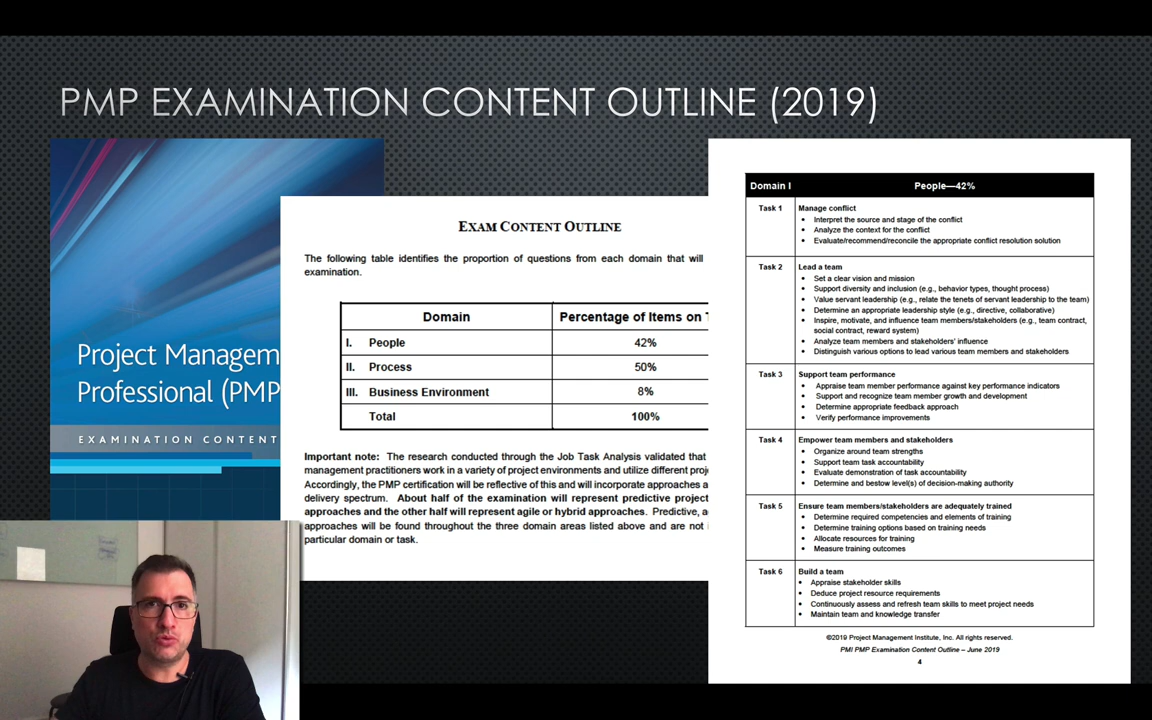 PMP EXAMINATION CONTENT OUTLINE (2019)
Project Managem
Professional (PMP
EXAMINATION CONTENT
EXAM CONTENT OUTLINE
The following table identifies the proportion of questions from each domain that will
examination.
Domain Percentage of Items on T
I. People 42%
II. Process 50%
III. Business Environment 8%
Total 100%
Important note: The research conducted through the Job Task Analysis validated that
management practitioners work in a variety of project environments and utilize different proj
Accordingly, the PMP certification will be reflective of this and will incorporate approaches a
delivery spectrum. About half of the examination will represent predictive project
approaches and the other half will represent agile or hybrid approaches. Predictive, a
approaches will be found throughout the three domain areas listed above and are not i
particular domain or task.
Domain I People—42%
Task 1 Manage conflict
• Interpret the source and stage of the conflict
• Analyze the context for the conflict
• Evaluate/recommend/reconcile the appropriate conflict resolution solution
Task 2 Lead a team
• Set a clear vision and mission
• Support diversity and inclusion (e.g., behavior types, thought process)
• Value servant leadership (e.g., relate the tenets of servant leadership to the team)
• Determine an appropriate leadership style (e.g., directive, collaborative)
• Inspire, motivate, and influence team members/stakeholders (e.g., team contract,
social contract, reward system)
• Analyze team members and stakeholders' influence
• Distinguish various options to lead various team members and stakeholders
Task 3 Support team performance
• Appraise team member performance against key performance indicators
• Support and recognize team member growth and development
• Determine appropriate feedback approach
• Verify performance improvements
Task 4 Empower team members and stakeholders
• Organize around team strengths
• Support team task accountability
• Evaluate demonstration of task accountability
• Determine and bestow level(s) of decision-making authority
Task 5 Ensure team members/stakeholders are adequately trained
• Determine required competencies and elements of training
• Determine training options based on training needs
• Allocate resources for training
• Measure training outcomes
Task 6 Build a team
• Appraise stakeholder skills
• Deduce project resource requirements
• Continuously assess and refresh team skills to meet project needs
• Maintain team and knowledge transfer
©2019 Project Management Institute, Inc. All rights reserved.
PMI PMP Examination Content Outline – June 2019
4